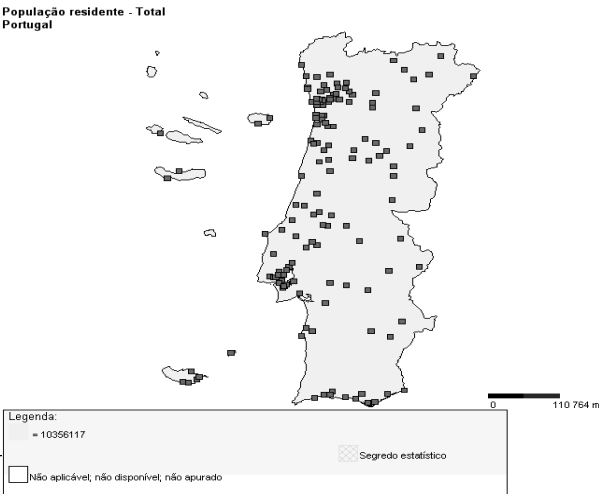 População residente - Total
Portugal
0 110 764 m
Legenda:
= 10356117
Segredo estatístico
Não aplicável; não disponível; não apurado